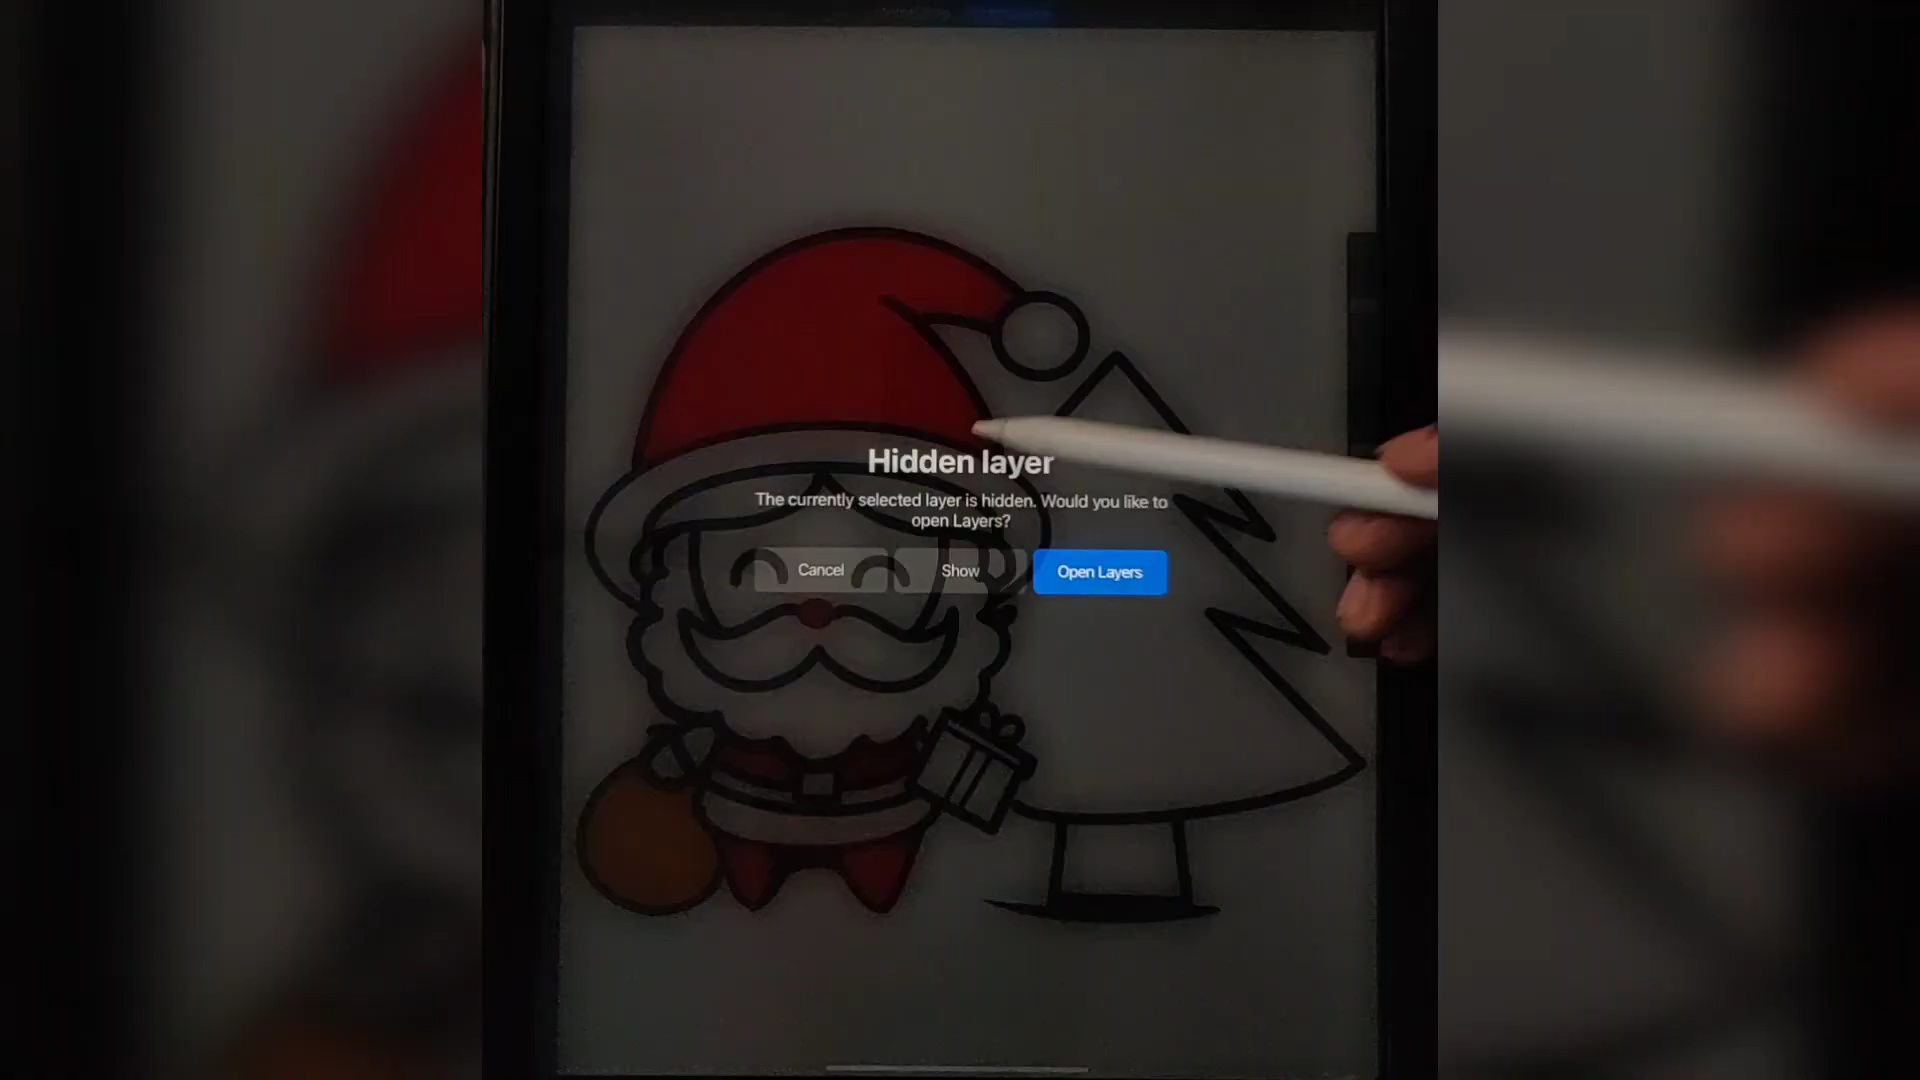 Hidden layer
The currently selected layer is hidden. Would you like to
open Layers?
Cancel
Show
Open Layers